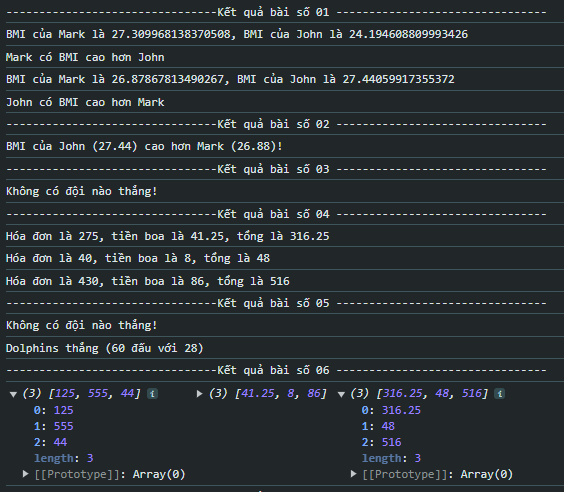 --------------------------------Kết quả bài số 01 --------------------------------
BMI của Mark là 27.309968138370508, BMI của John là 24.194608809993426
Mark có BMI cao hơn John
BMI của Mark là 26.87867813490267, BMI của John là 27.44059917355372
John có BMI cao hơn Mark
--------------------------------Kết quả bài số 02 --------------------------------
BMI của John (27.44) cao hơn Mark (26.88)!
--------------------------------Kết quả bài số 03 --------------------------------
Không có đội nào thắng!
--------------------------------Kết quả bài số 04 --------------------------------
Hóa đơn là 275, tiền boa là 41.25, tổng là 316.25
Hóa đơn là 40, tiền boa là 8, tổng là 48
Hóa đơn là 430, tiền boa là 86, tổng là 516
--------------------------------Kết quả bài số 05 --------------------------------
Không có đội nào thắng!
Dolphins thắng (60 đấu với 28)
--------------------------------Kết quả bài số 06 --------------------------------
▼ (3) [125, 555, 44] i ▶ (3) [41.25, 8, 86] ▼ (3) [316.25, 48, 516] i
0: 125 0: 316.25
1: 555 1: 48
2: 44 2: 516
length: 3 length: 3
▶ [[Prototype]]: Array(0) ▶ [[Prototype]]: Array(0)